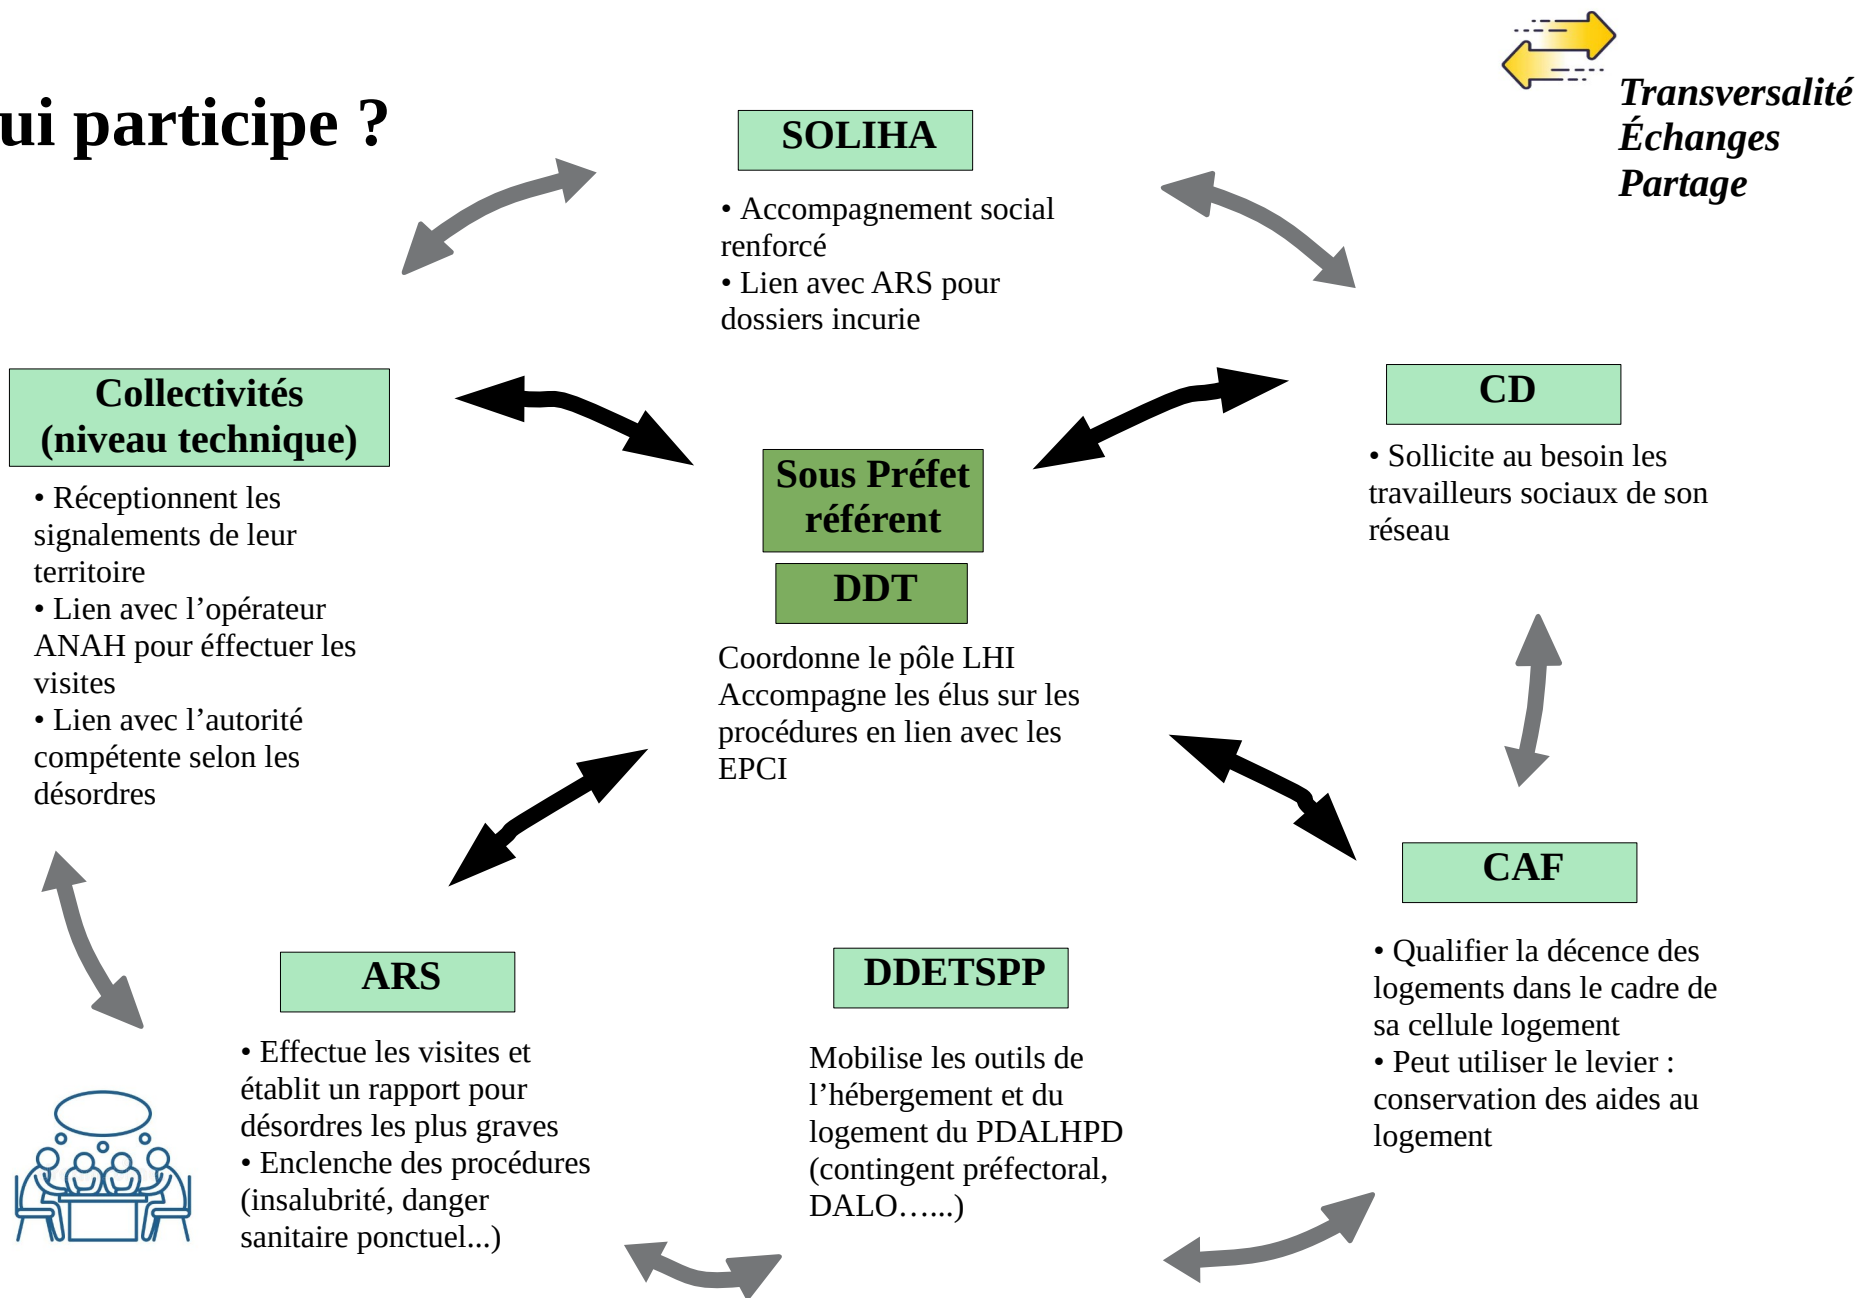 ui participe ?
Transversalité
Échanges
Partage
SOLIHA
• Accompagnement social
renforcé
• Lien avec ARS pour
dossiers incurie
Collectivités
(niveau technique)
• Réceptionnent les
signalements de leur
territoire
• Lien avec l’opérateur
ANAH pour éffectuer les
visites
• Lien avec l’autorité
compétente selon les
désordres
Sous Préfet
référent
DDT
Coordonne le pôle LHI
Accompagne les élus sur les
procédures en lien avec les
EPCI
CD
• Sollicite au besoin les
travailleurs sociaux de son
réseau
CAF
• Qualifier la décence des
logements dans le cadre de
sa cellule logement
• Peut utiliser le levier :
conservation des aides au
logement
ARS
• Effectue les visites et
établit un rapport pour
désordres les plus graves
• Enclenche des procédures
(insalubrité, danger
sanitaire ponctuel...)
DDETSPP
Mobilise les outils de
l’hébergement et du
logement du PDALHPD
(contingent préfectoral,
DALO…...)